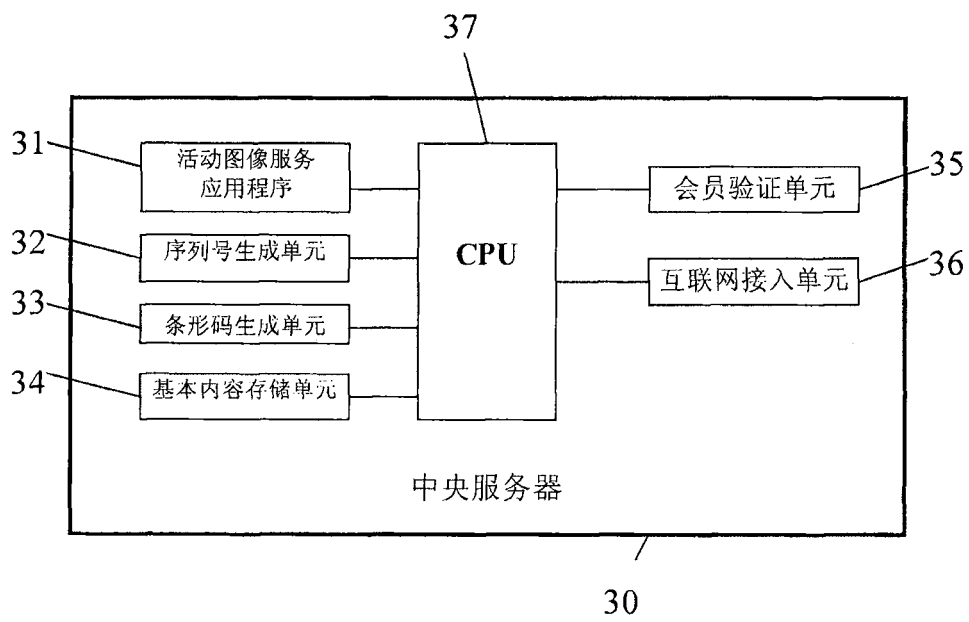 37
31
活动图像服务
应用程序
35
会员验证单元
32
序列号生成单元
CPU
36
互联网接入单元
33
条形码生成单元
34
基本内容存储单元
中央服务器
30